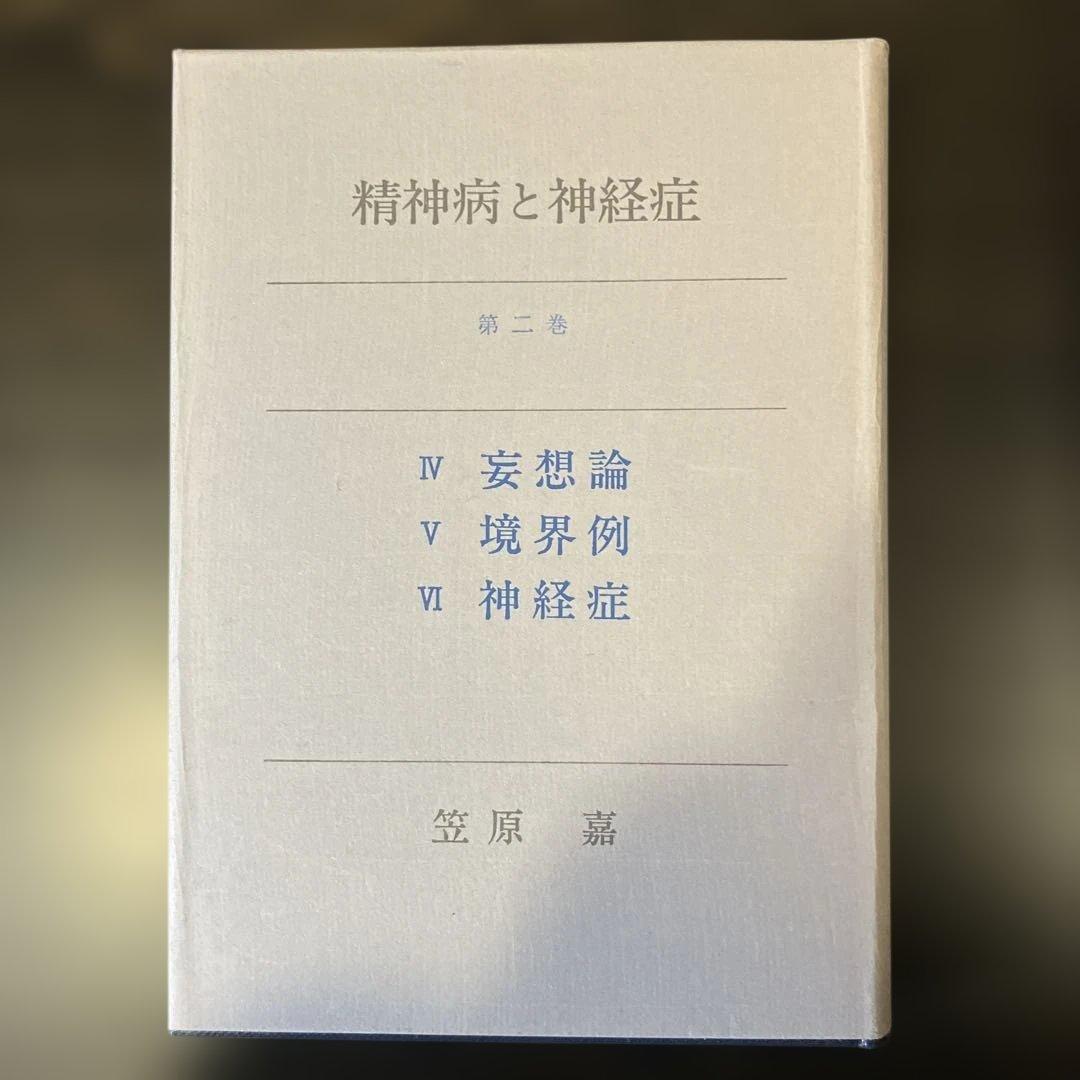 精神病と神経症
第二巻
Ⅳ 妄想論
Ⅴ 境界例
Ⅵ 神経症
笠原 嘉